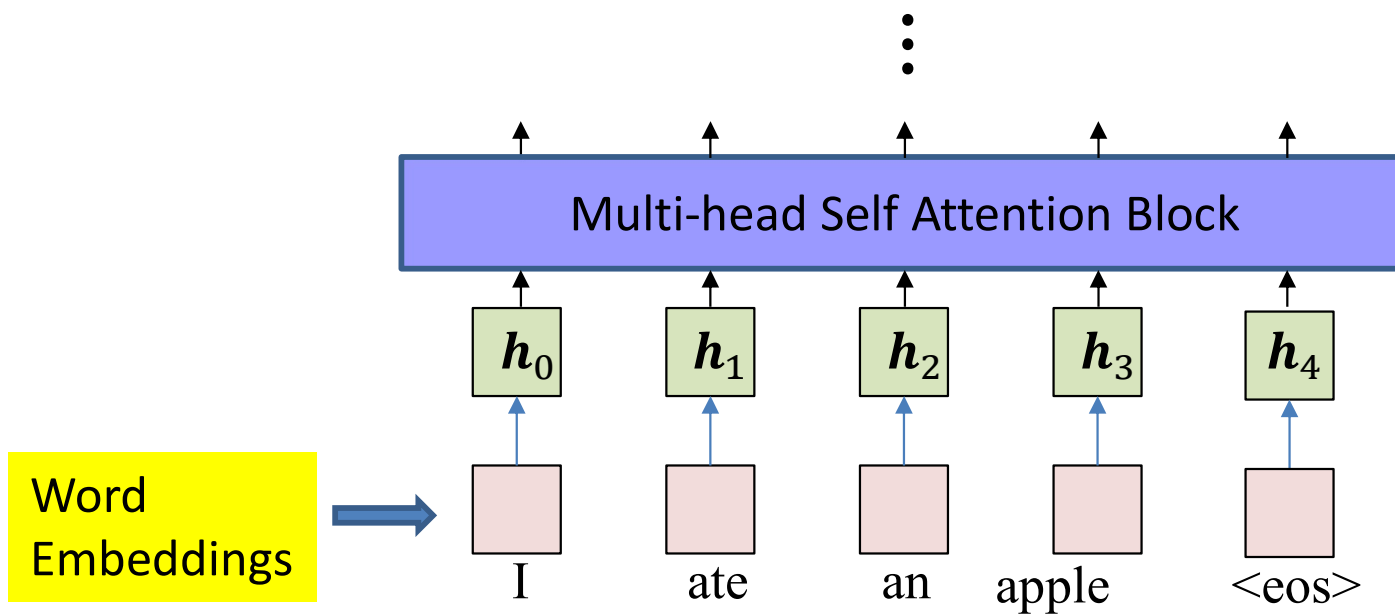 Multi-head Self Attention Block
h₀ h₁ h₂ h₃ h₄
Word
Embeddings
I ate an apple <eos>